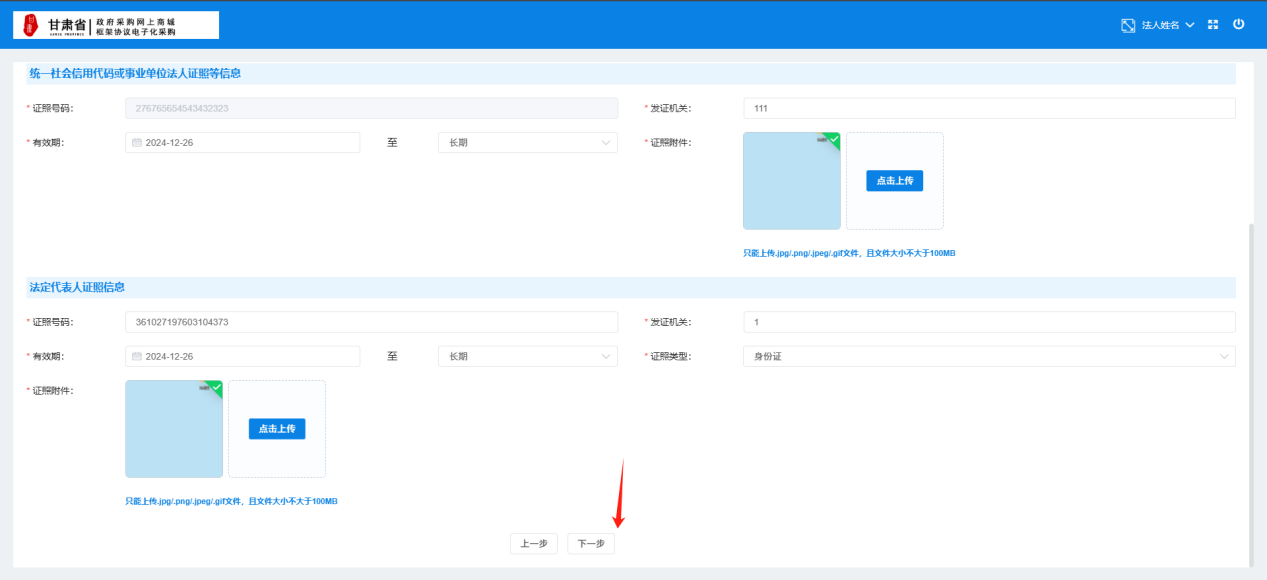 甘肃省 政府采购网上商城
GANSU PROVINCE 框架协议电子化采购
法人姓名
统一社会信用代码或事业单位法人证照等信息
* 证照号码： 276765654543432323 * 发证机关： 111
* 有效期： 2024-12-26 至 长期 * 证照附件：
点击上传
只能上传.jpg/.png/.jpeg/.gif文件，且文件大小不大于100MB
法定代表人证照信息
* 证照号码： 361027197603104373 * 发证机关： 1
* 有效期： 2024-12-26 至 长期 * 证照类型： 身份证
* 证照附件：
点击上传
只能上传.jpg/.png/.jpeg/.gif文件，且文件大小不大于100MB
上一步 下一步